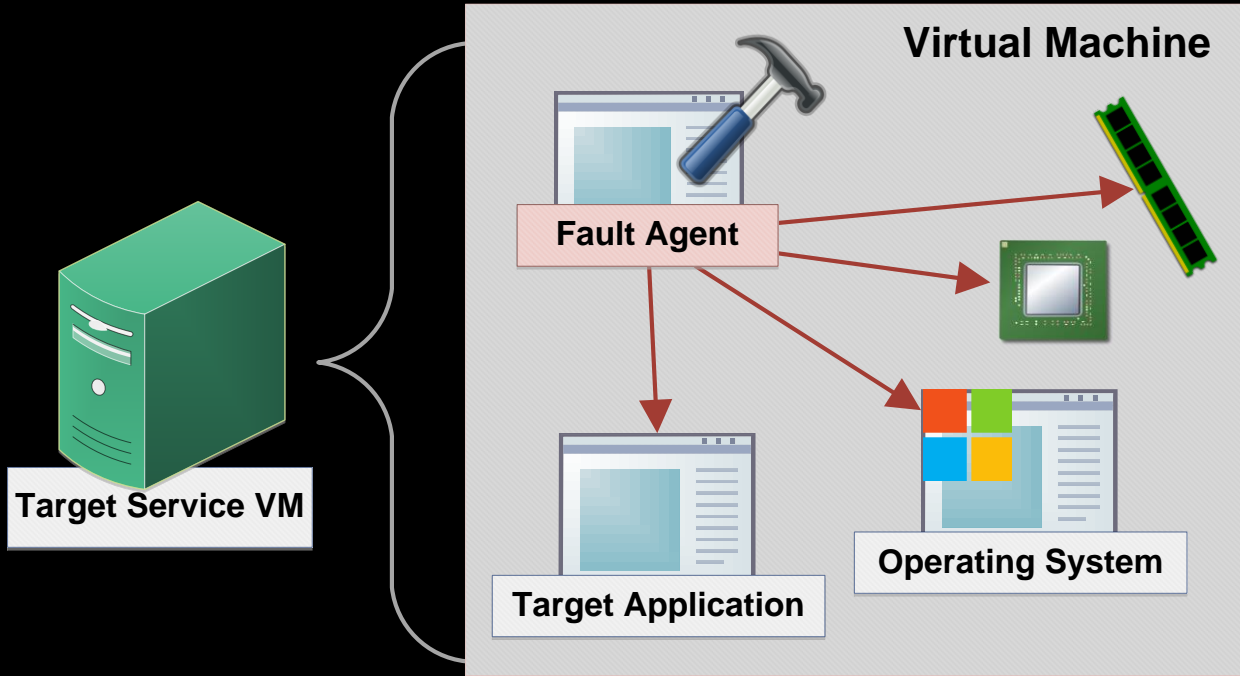 Virtual Machine
Fault Agent
Target Service VM
Operating System
Target Application